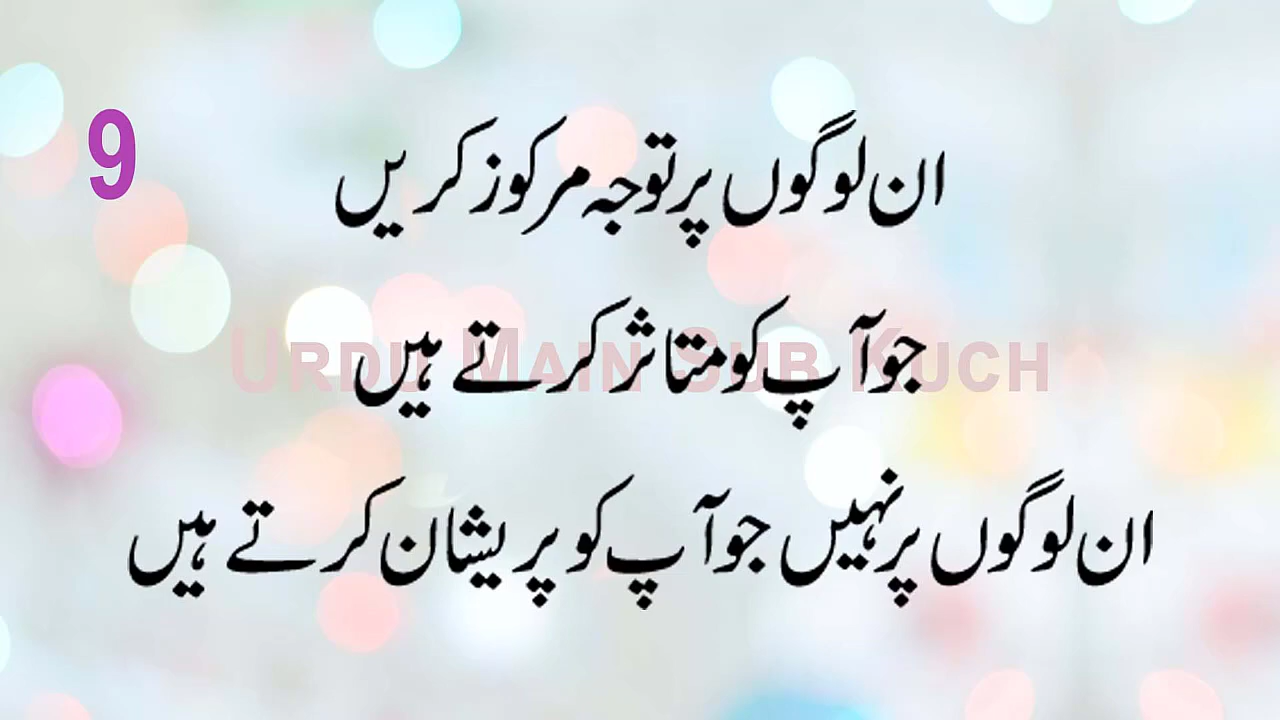 9
ان لوگوں پر توجہ مرکوز کریں
جو آپ کو متاثر کرتے ہیں
URDU MAIN SUB KUCH
ان لوگوں پر نہیں جو آپ کو پریشان کرتے ہیں